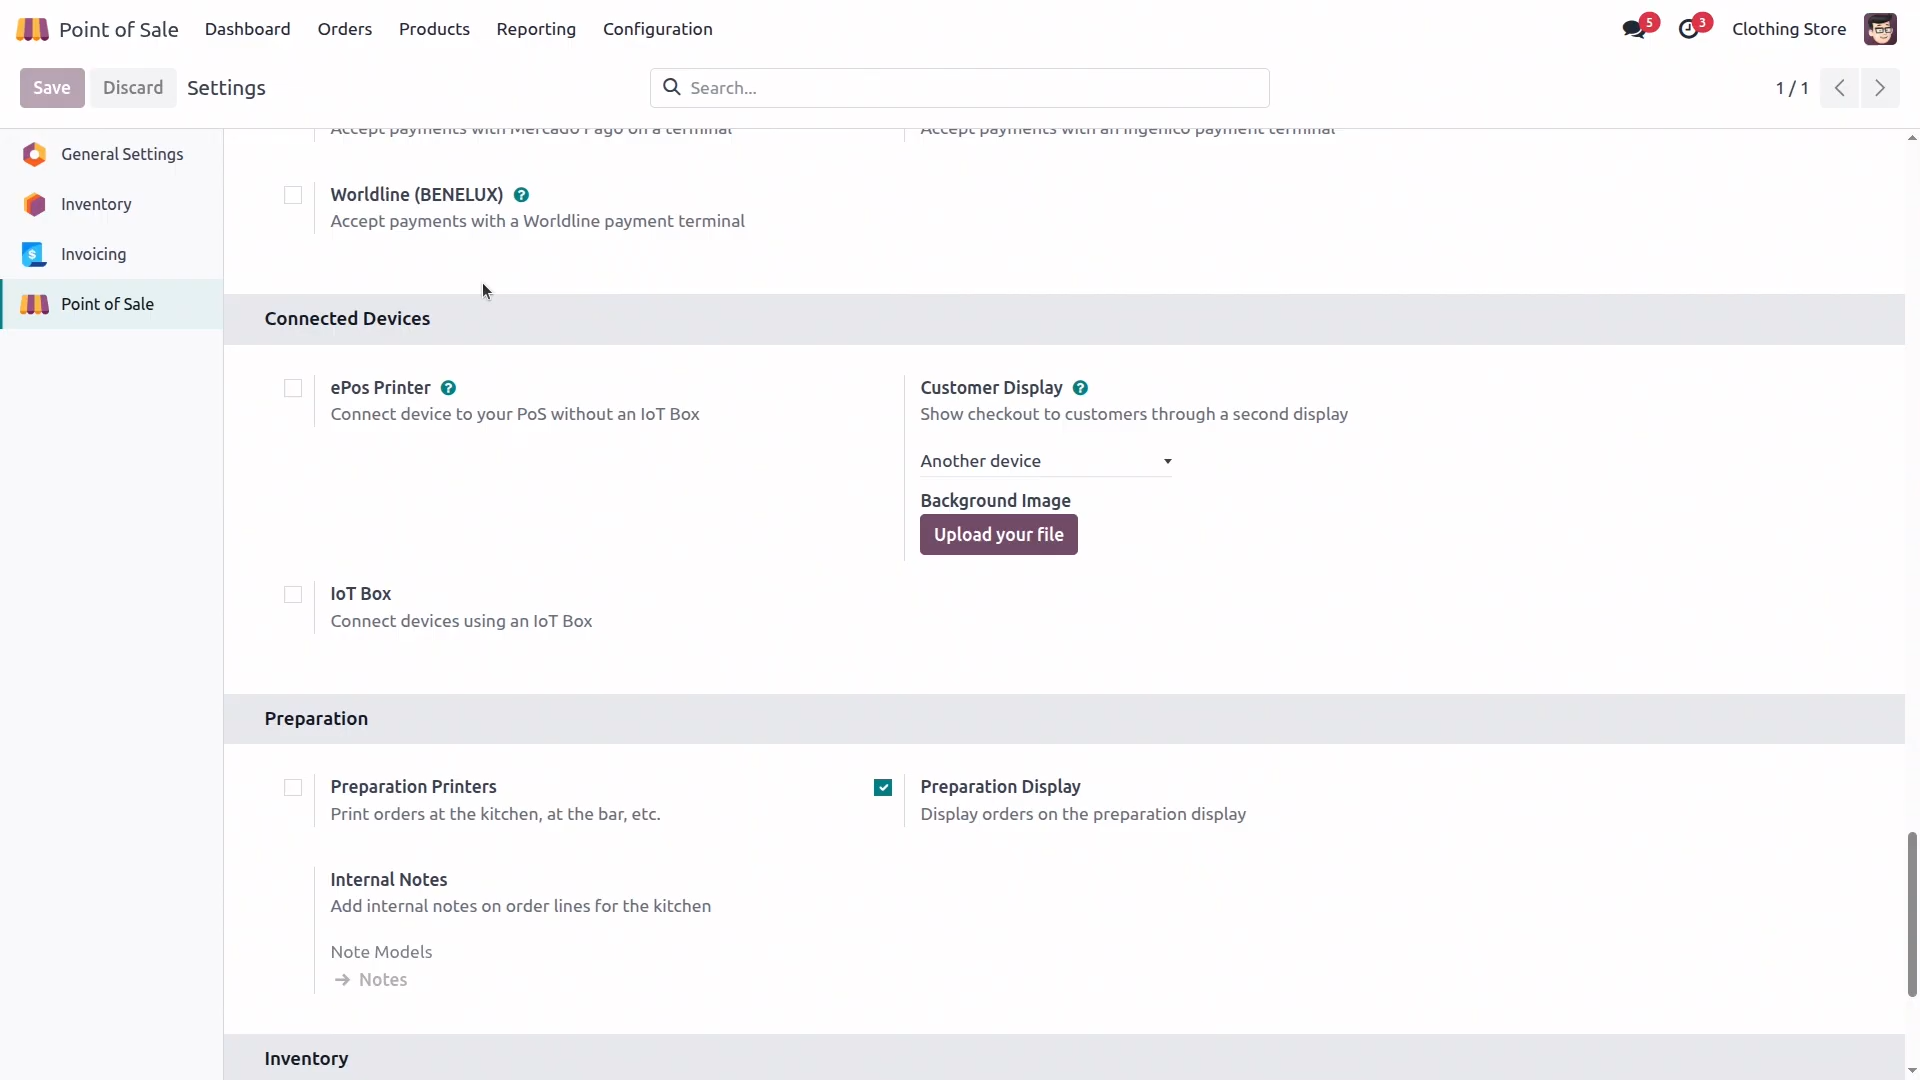 Point of Sale Dashboard Orders Products Reporting Configuration 5 3 Clothing Store
Save Discard Settings Search... 1 / 1
General Settings
Inventory
Invoicing
Point of Sale
Accept payments with Mercado Pago on a terminal
Accept payments with an Ingenico payment terminal
Worldline (BENELUX) ?
Accept payments with a Worldline payment terminal
Connected Devices
ePos Printer ?
Connect device to your PoS without an IoT Box
Customer Display ?
Show checkout to customers through a second display
Another device
Background Image
Upload your file
IoT Box
Connect devices using an IoT Box
Preparation
Preparation Printers
Print orders at the kitchen, at the bar, etc.
Preparation Display
Display orders on the preparation display
Internal Notes
Add internal notes on order lines for the kitchen
Note Models
Notes
Inventory